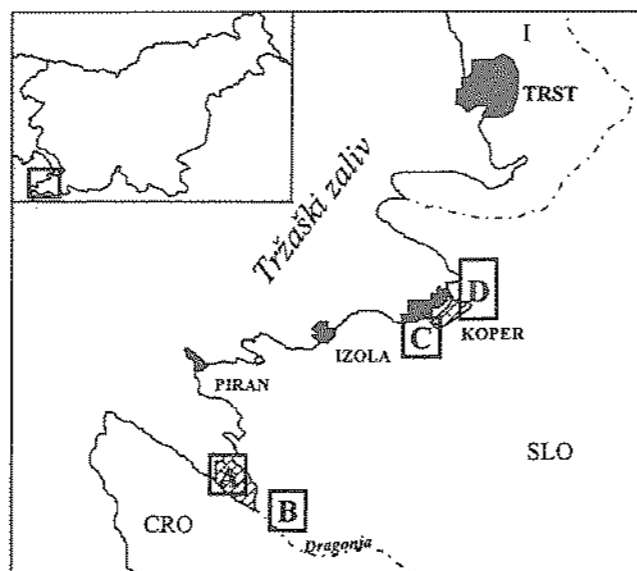 I
TRST
Tržaški zaliv
D
C
KOPER
IZOLA
PIRAN
SLO
A
B
CRO
Dragonja